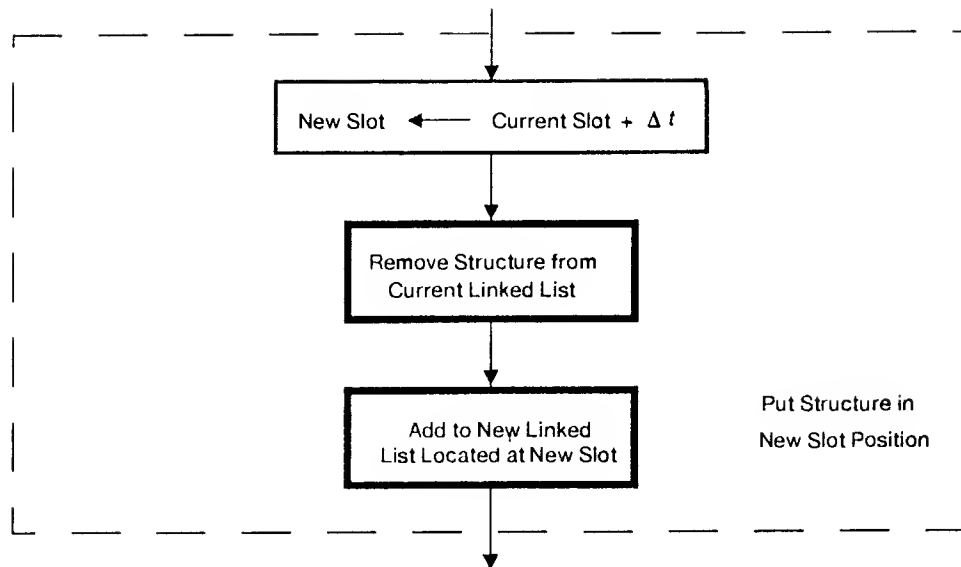 New Slot ← Current Slot + Δ t
Remove Structure from
Current Linked List
Add to New Linked
List Located at New Slot
Put Structure in
New Slot Position